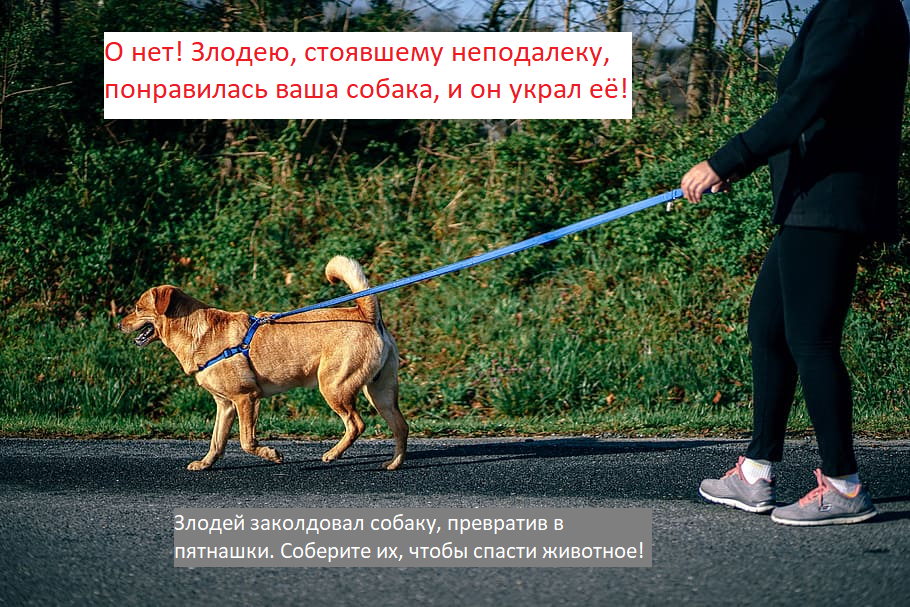 О нет! Злодею, стоявшему неподалеку,
понравилась ваша собака, и он украл её!
Злодей заколдовал собаку, превратив в
пятнашки. Соберите их, чтобы спасти животное!